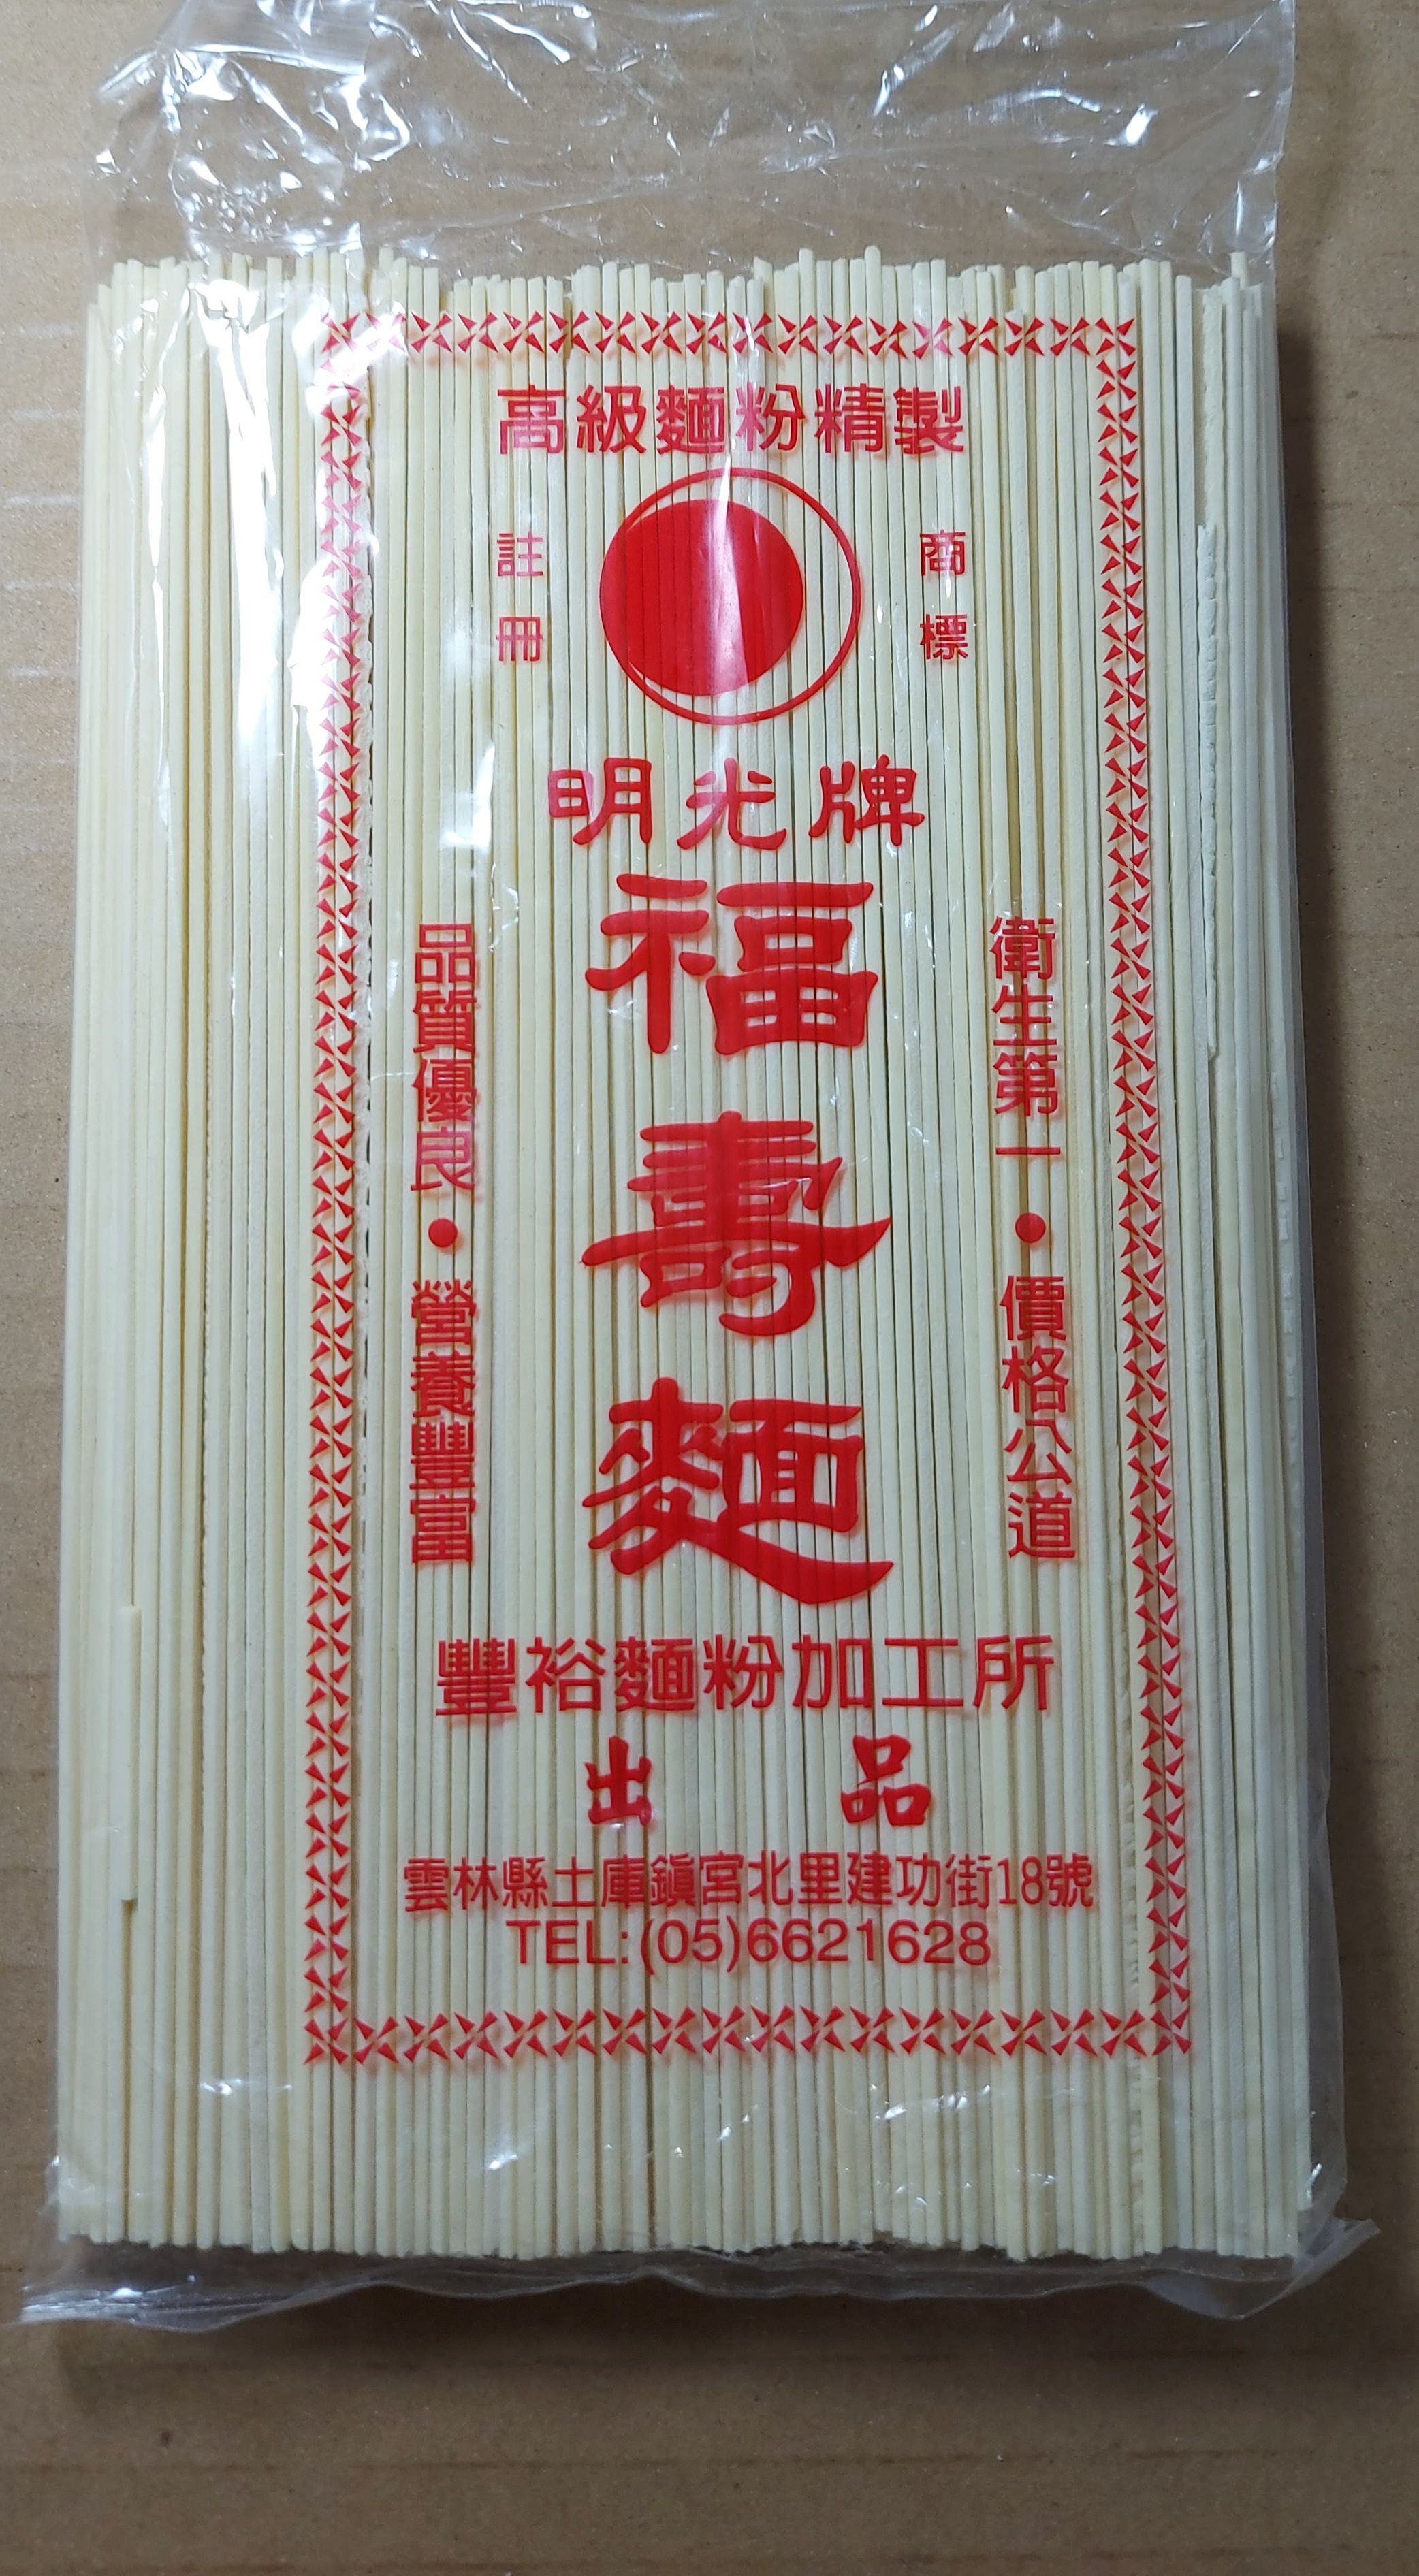 高級麵粉精製
註冊
商標
明光牌
福壽麵
衛生第一•價格公道
品質優良•營養豐富
豐裕麵粉加工所
出品
雲林縣土庫鎮宮北里建功街18號
TEL:(05)6621628